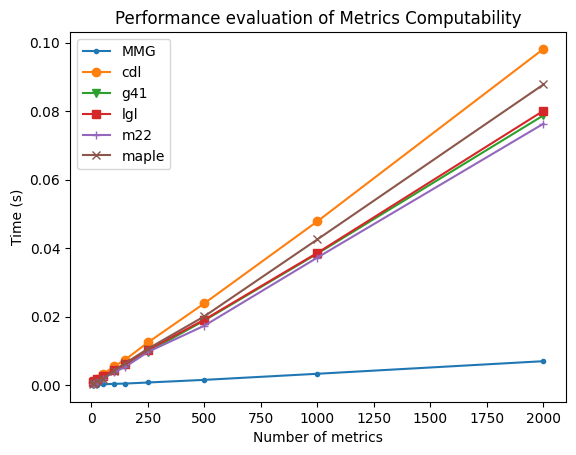 Performance evaluation of Metrics Computability
MMG
cdl
g41
lgl
m22
maple
0.10
0.08
0.06
0.04
0.02
0.00
Time (s)
0
250
500
750
1000
1250
1500
1750
2000
Number of metrics